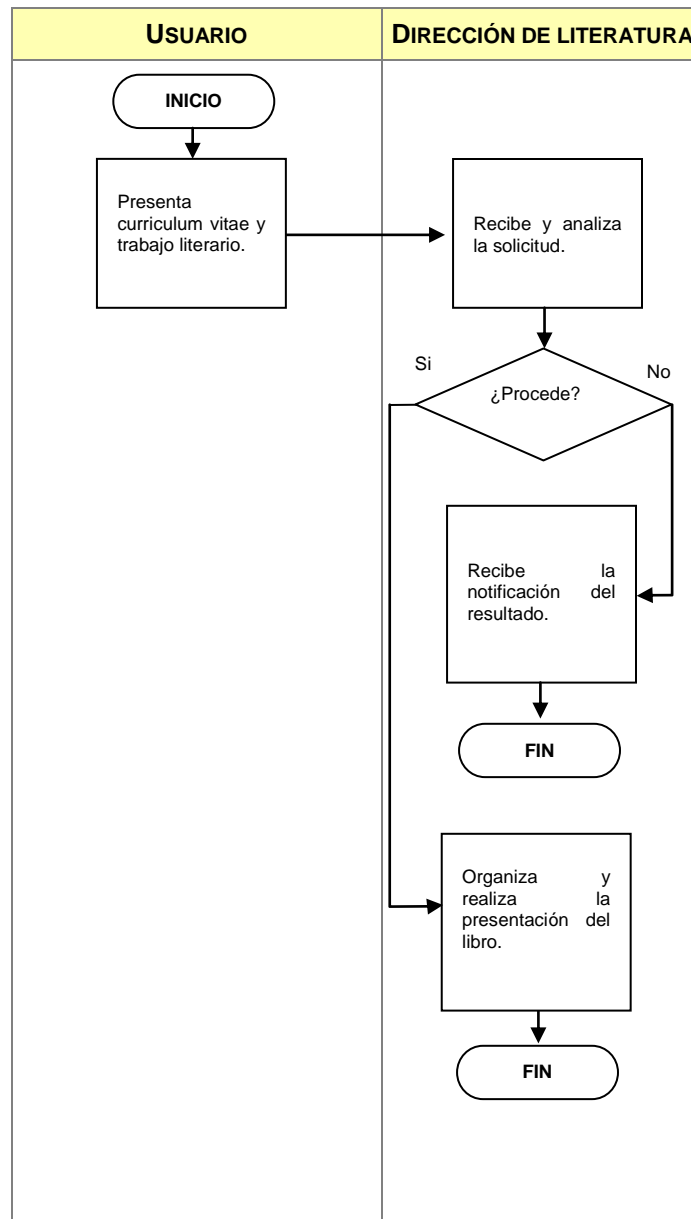 USUARIO
DIRECCIÓN DE LITERATURA
INICIO
Presenta
curriculum vitae y
trabajo literario.
Recibe y analiza
la solicitud.
Si
No
¿Procede?
Recibe la
notificación del
resultado.
FIN
Organiza y
realiza la
presentación del
libro.
FIN